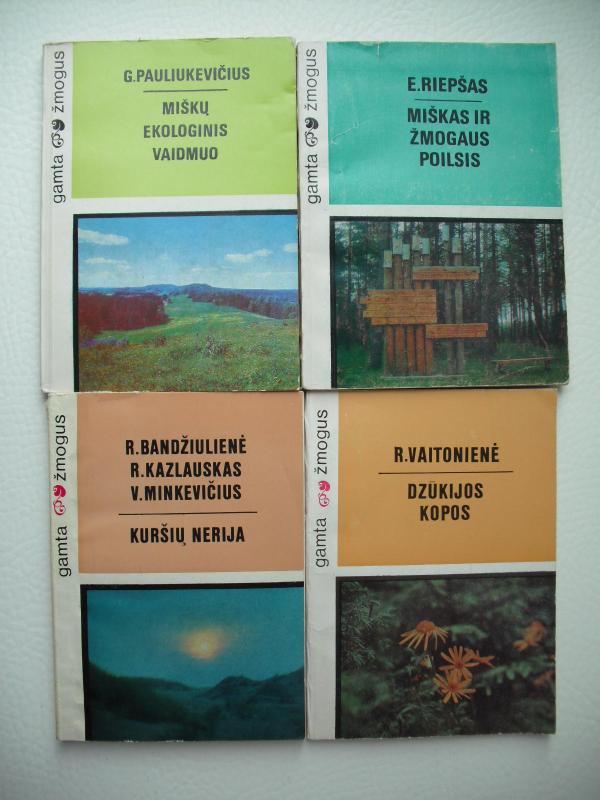 gamta žmogus
G.PAULIUKEVIČIUS
MIŠKŲ
EKOLOGINIS
VAIDMUO
gamta žmogus
E.RIEPŠAS
MIŠKAS IR
ŽMOGAUS
POILSIS
gamta žmogus
R.BANDŽIULIENĖ
R.KAZLAUSKAS
V.MINKEVIČIUS
KURŠIŲ NERIJA
gamta žmogus
R.VAITONIENĖ
DZŪKIJOS
KOPOS